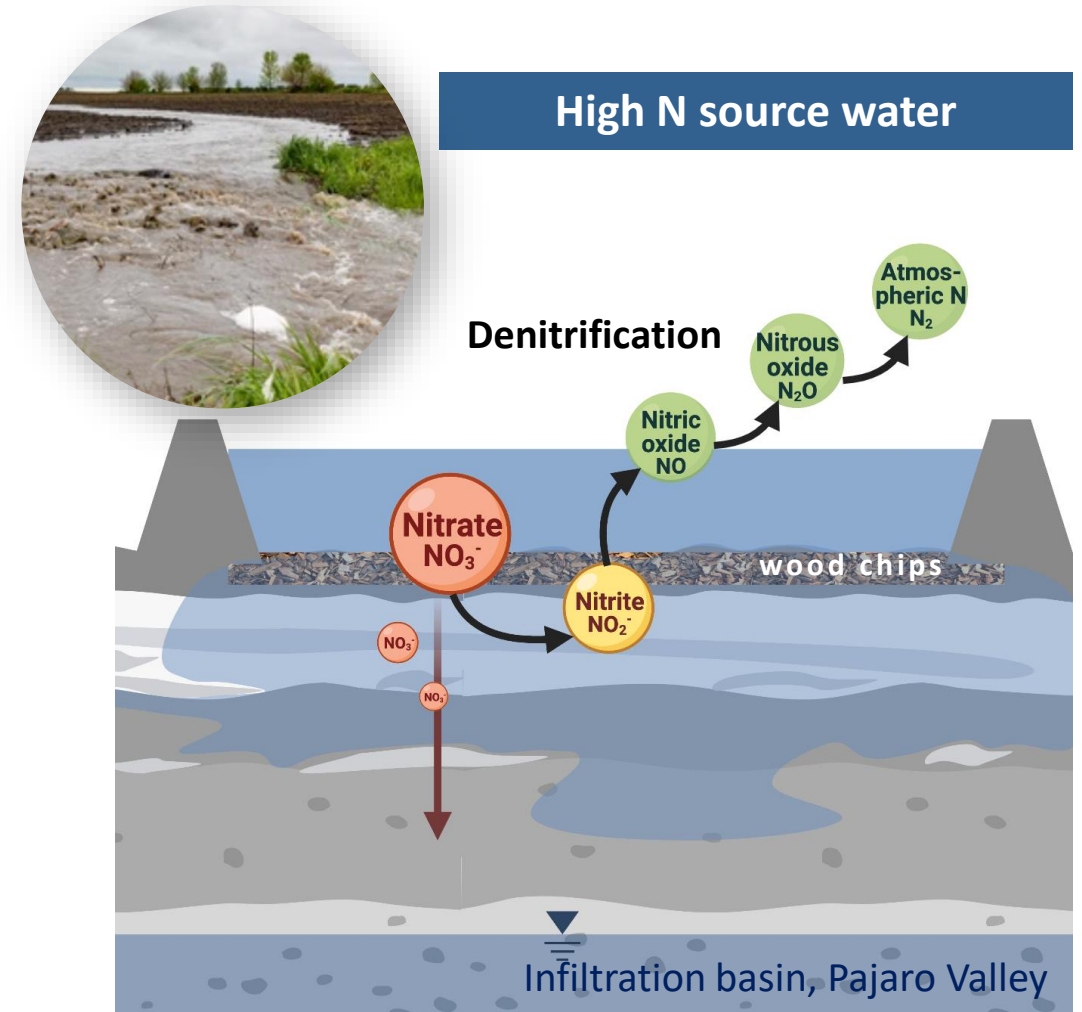 High N source water
Atmos-
pheric N
N₂
Denitrification
Nitrous
oxide
N₂O
Nitric
oxide
NO
Nitrate
NO₃⁻
wood chips
Nitrite
NO₂⁻
NO₃⁻
NO₃⁻
Infiltration basin, Pajaro Valley